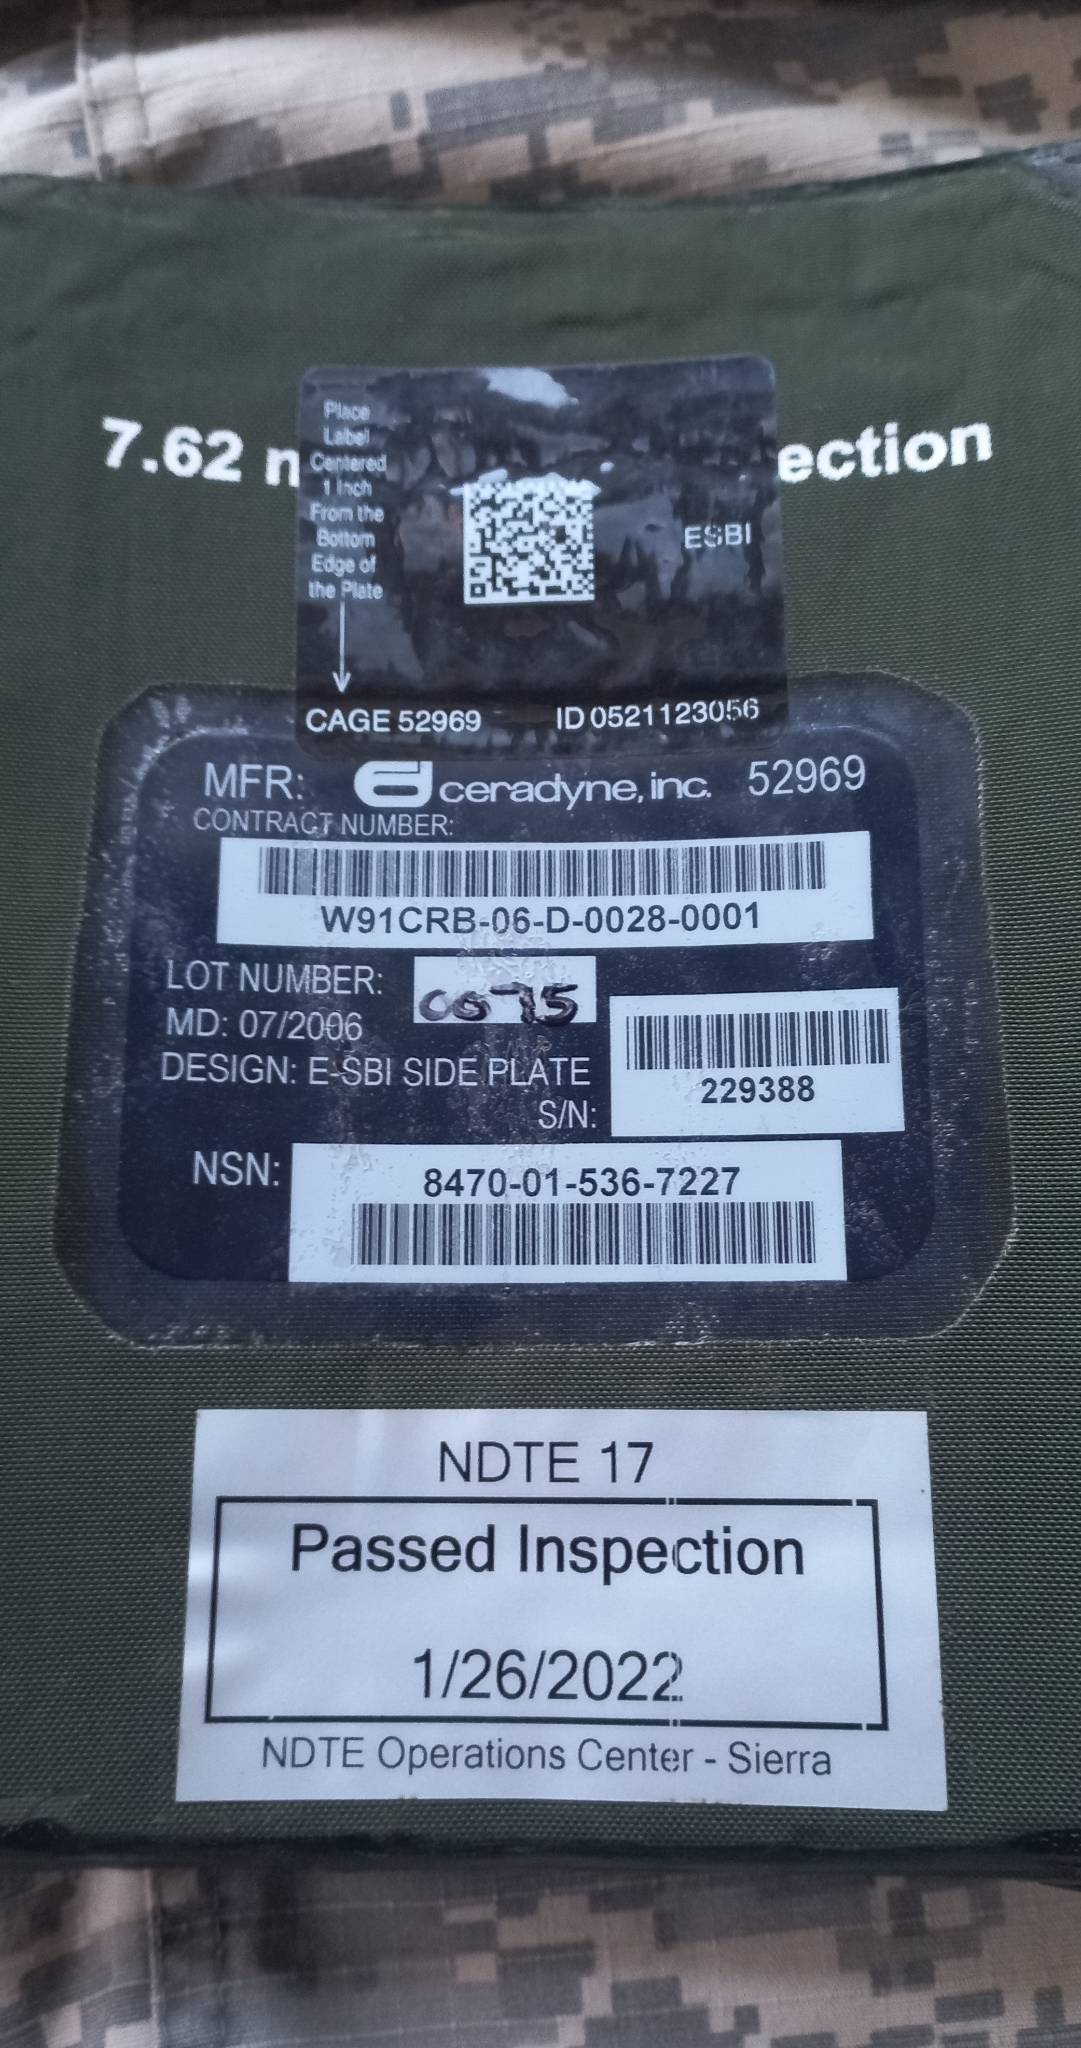 7.62 m
ection
Place
Label
Centered
1 Inch
From the
Bottom
Edge of
the Plate
ESBI
CAGE 52969 ID 0521123056
MFR: ceradyne, inc. 52969
CONTRACT NUMBER:
W91CRB-06-D-0028-0001
LOT NUMBER: 0075
MD: 07/2006
DESIGN: E-SBI SIDE PLATE
S/N: 229388
NSN: 8470-01-536-7227
NDTE 17
Passed Inspection
1/26/2022
NDTE Operations Center - Sierra